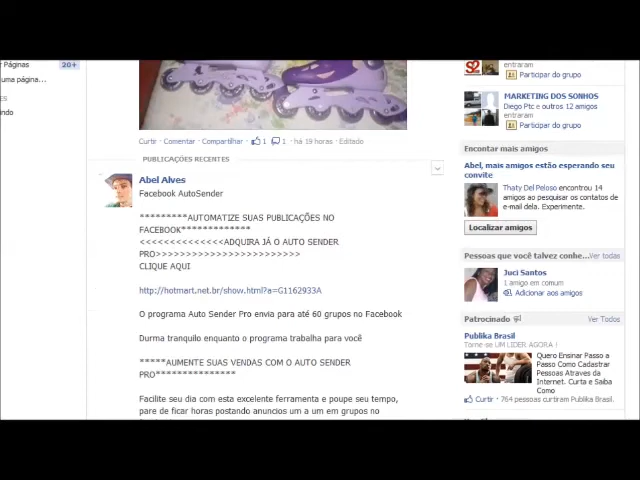 Páginas
20+
uma página...
Curtir · Comentar · Compartilhar · 1 1 · há 19 horas · Editado
PUBLICAÇÕES RECENTES
Abel Alves
Facebook AutoSender
*********AUTOMATIZE SUAS PUBLICAÇÕES NO
FACEBOOK*************
<<<<<<<<<<<<<<ADQUIRA JÁ O AUTO SENDER
PRO>>>>>>>>>>>>>>>>>>>>>>>>
CLIQUE AQUI
http://hotmart.net.br/show.html?a=G1162933A
O programa Auto Sender Pro envia para até 60 grupos no Facebook
Durma tranquilo enquanto o programa trabalha para você
*****AUMENTE SUAS VENDAS COM O AUTO SENDER
PRO***************
Facilite seu dia com esta excelente ferramenta e poupe seu tempo,
pare de ficar horas postando anuncios um a um em grupos no
entraram
Participar do grupo
MARKETING DOS SONHOS
Diego Ptc e outros 12 amigos
entraram
Participar do grupo
Encontar mais amigos
Abel, mais amigos estão esperando seu
convite
Thaty Del Peloso encontrou 14
amigos ao pesquisar os contatos de
e-mail dela. Experimente.
Localizar amigos
Pessoas que você talvez conhe... Ver todas
Juci Santos
1 amigo em comum
Adicionar aos amigos
Patrocinado Ver Todos
Publika Brasil
Torne-se UM LIDER AGORA !
Quero Ensinar Passo a
Passo Como Cadastrar
Pessoas Atraves da
Internet. Curta e Saiba
Como
Curtir · 764 pessoas curtiram Publika Brasil.